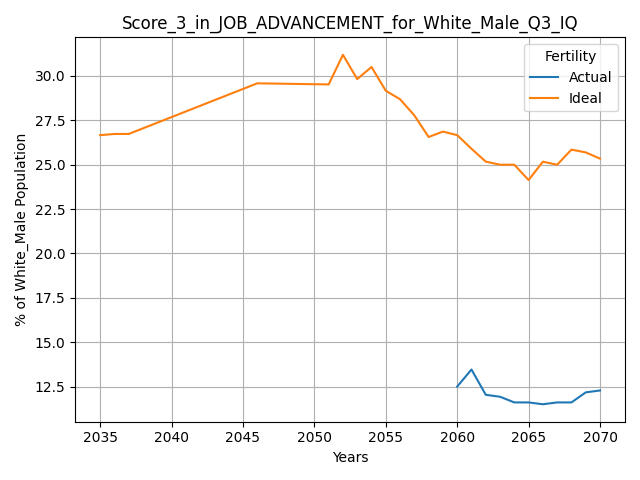 Score_3_in_JOB_ADVANCEMENT_for_White_Male_Q3_IQ
Fertility
Actual
Ideal
% of White_Male Population
30.0
27.5
25.0
22.5
20.0
17.5
15.0
12.5
2035 2040 2045 2050 2055 2060 2065 2070
Years